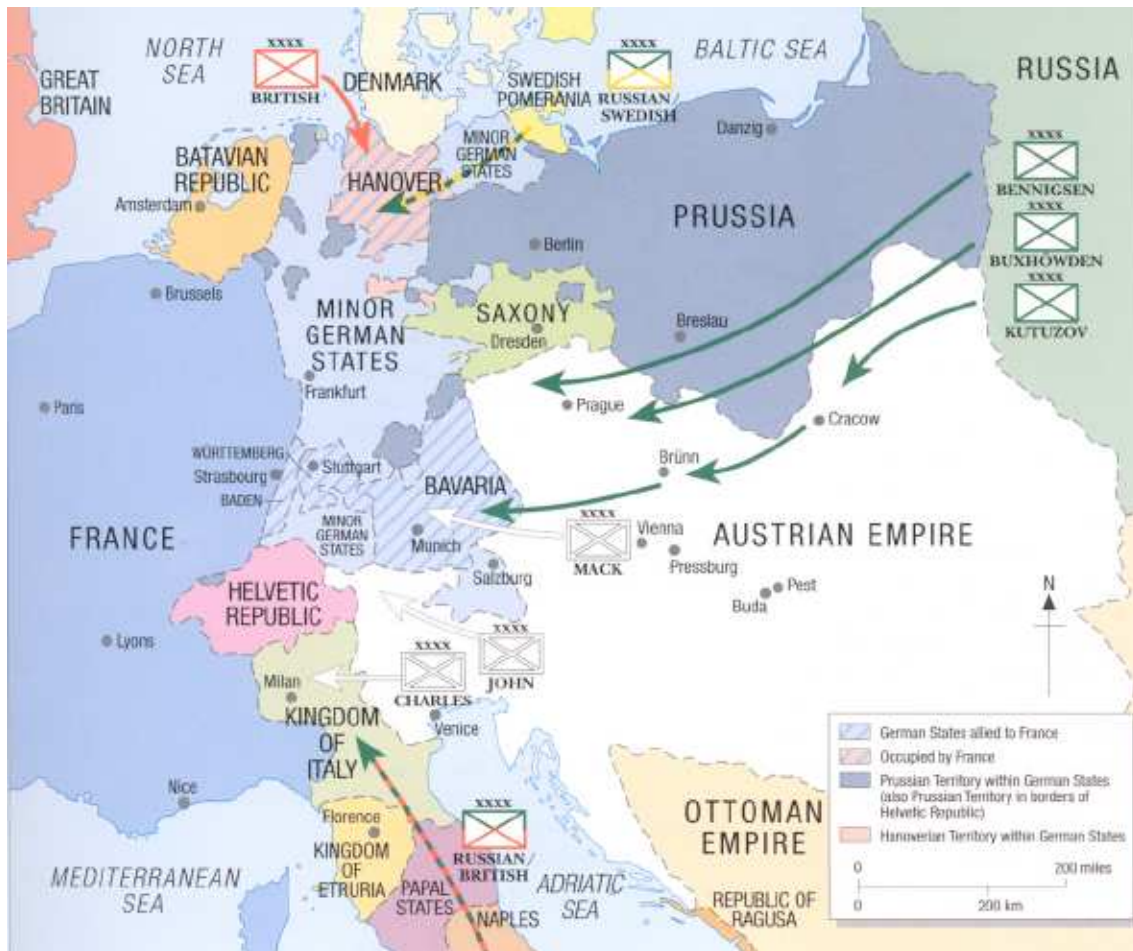 NORTH
SEA
XXXX
BRITISH
DENMARK
SWEDISH
POMERANIA
XXXX
RUSSIAN/
SWEDISH
BALTIC SEA
RUSSIA
GREAT
BRITAIN
BATAVIAN
REPUBLIC
HANOVER
MINOR
GERMAN
STATES
Danzig
XXXX
BENNIGSEN
XXXX
BUXHOWDEN
XXXX
KUTUZOV
Amsterdam
PRUSSIA
Berlin
Brussels
MINOR
GERMAN
STATES
SAXONY
Dresden
Breslau
Frankfurt
Paris
Prague
Cracow
WÜRTTEMBERG
Stuttgart
Strasbourg
BADEN
BAVARIA
Brünn
FRANCE
MINOR
GERMAN
STATES
Munich
XXXX
MACK
Vienna
AUSTRIAN EMPIRE
Pressburg
Salzburg
Pest
Buda
HELVETIC
REPUBLIC
N
Lyons
XXXX
JOHN
XXXX
CHARLES
Milan
Venice
KINGDOM
OF
ITALY
Nice
Florence
KINGDOM
OF
ETRURIA
XXXX
RUSSIAN/
BRITISH
PAPAL
STATES
NAPLES
MEDITERRANEAN
SEA
ADRIATIC
SEA
OTTOMAN
EMPIRE
REPUBLIC OF
RAGUSA
German States allied to France
Occupied by France
Prussian Territory within German States
(also Prussian Territory in borders of
Helvetic Republic)
Hanoverian Territory within German States
0 200 miles
0 200 km